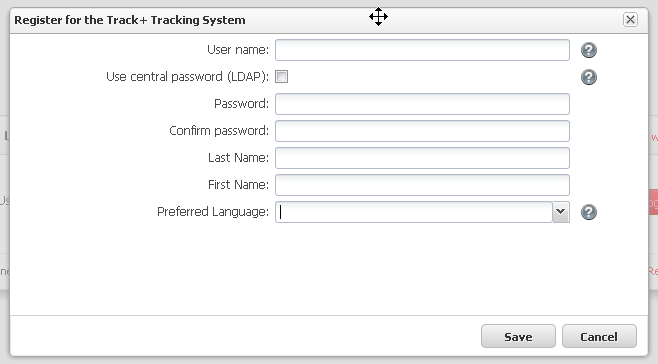 Register for the Track+ Tracking System
User name:
Use central password (LDAP):
Password:
Confirm password:
Last Name:
First Name:
Preferred Language:
Save Cancel